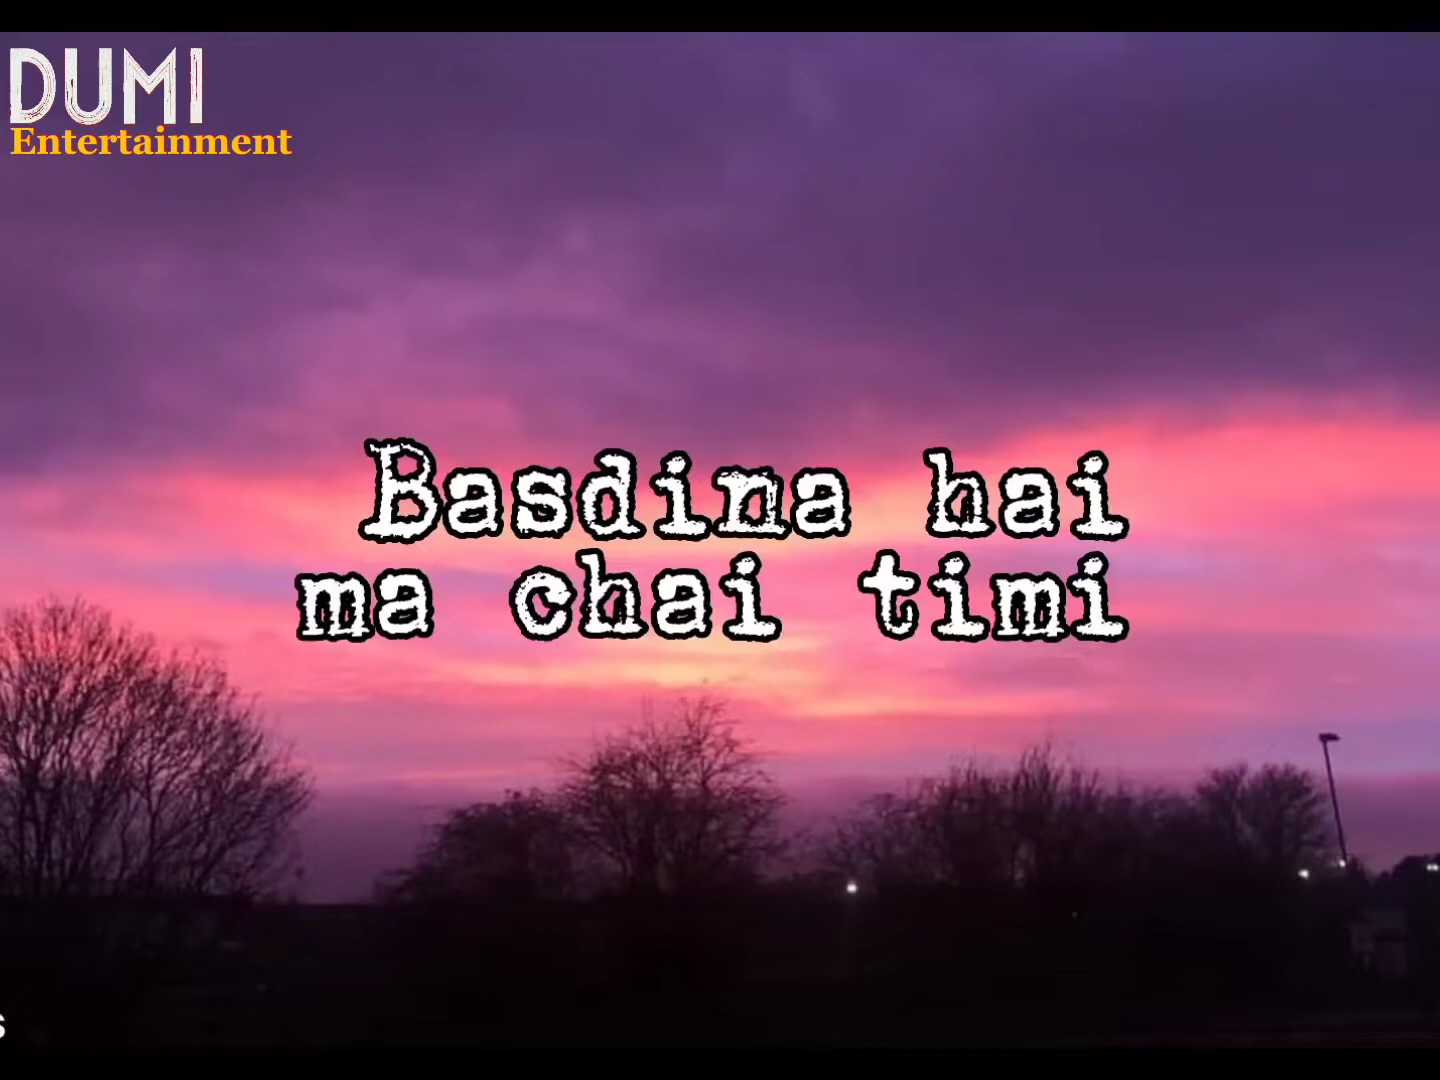 DUMI
Entertainment
Basdina hai
ma chai timi
s